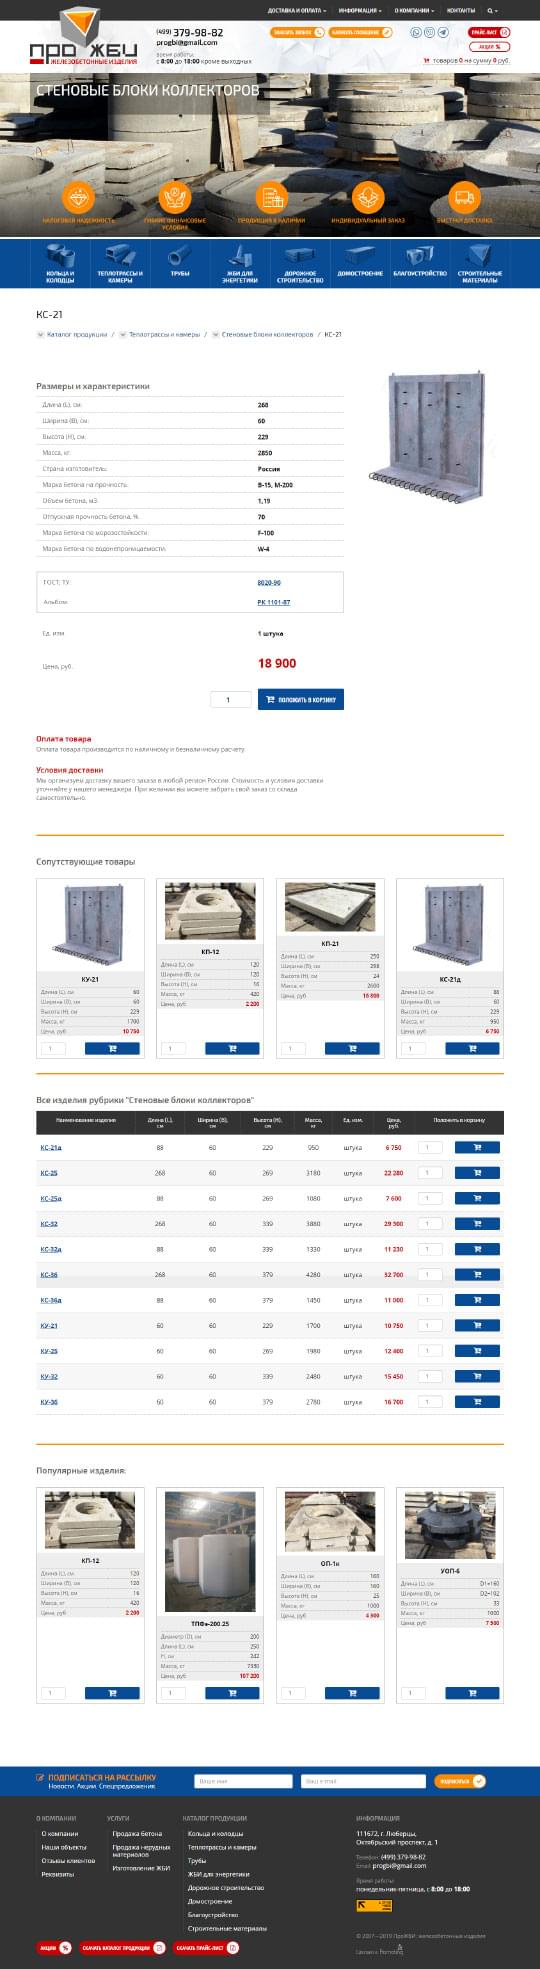 ДОСТАВКА И ОПЛАТА ИНФОРМАЦИЯ О КОМПАНИИ КОНТАКТЫ
ПРО ЖБИ
ЖЕЛЕЗОБЕТОННЫЕ ИЗДЕЛИЯ
(499) 379-98-82
progbi@gmail.com
время работы:
с 8:00 до 18:00 кроме выходных
ПРАЙС-ЛИСТ
АКЦИИ %
товаров 0 на сумму 0 руб.
СТЕНОВЫЕ БЛОКИ КОЛЛЕКТОРОВ
НАЛОГОВАЯ НАДЕЖНОСТЬ
ГИБКИЕ ФИНАНСОВЫЕ УСЛОВИЯ
ПРОДУКЦИЯ В НАЛИЧИИ
ИНДИВИДУАЛЬНЫЙ ЗАКАЗ
БЫСТРАЯ ДОСТАВКА
КОЛЬЦА И КОЛОДЦЫ
ТЕПЛОТРАССЫ И КАМЕРЫ
ТРУБЫ
ЖБИ ДЛЯ ЭНЕРГЕТИКИ
ДОРОЖНОЕ СТРОИТЕЛЬСТВО
ДОМОСТРОЕНИЕ
БЛАГОУСТРОЙСТВО
СТРОИТЕЛЬНЫЕ МАТЕРИАЛЫ
КС-21
Каталог продукции / Теплотрассы и камеры / Стеновые блоки коллекторов / КС-21
Размеры и характеристики
Длина (L), см: 268
Ширина (B), см: 60
Высота (H), см: 229
Масса, кг: 2850
Страна изготовитель: Россия
Марка бетона на прочность: В-15, М-200
Объем бетона, м3: 1,19
Отпускная прочность бетона, %: 70
Марка бетона по морозостойкости: F-100
Марка бетона по водонепроницаемости: W-4
ГОСТ, ТУ: 8020-90
Альбом: РК 1101-87
Ед. изм. 1 штука
Цена, руб. 18 900
1 ПОЛОЖИТЬ В КОРЗИНУ
Оплата товара
Оплата товара производится по наличному и безналичному расчету.
Условия доставки
Мы организуем доставку вашего заказа в любой регион России. Стоимость и условия доставки
уточняйте у нашего менеджера. При желании вы можете забрать свой заказ со склада
самостоятельно.
Сопутствующие товары
КУ-21
Длина (L), см 60
Ширина (B), см 60
Высота (H), см 229
Масса, кг 1700
Цена, руб 10 750
1
КП-12
Длина (L), см 120
Ширина (B), см 120
Высота (H), см 16
Масса, кг 420
Цена, руб 2 200
1
КП-21
Длина (L), см 250
Ширина (B), см 298
Высота (H), см 24
Масса, кг 2600
Цена, руб 16 800
1
КС-21д
Длина (L), см 88
Ширина (B), см 60
Высота (H), см 229
Масса, кг 950
Цена, руб 6 750
1
Все изделия рубрики "Стеновые блоки коллекторов"
Наименование изделия Длина (L), см Ширина (B), см Высота (H), см Масса, кг Ед. изм. Цена, руб. Положить в корзину
КС-21д 88 60 229 950 штука 6 750 1
КС-25 268 60 269 3180 штука 22 280 1
КС-25д 88 60 269 1080 штука 7 600 1
КС-32 268 60 339 3880 штука 29 300 1
КС-32д 88 60 339 1330 штука 11 230 1
КС-36 268 60 379 4280 штука 32 700 1
КС-36д 88 60 379 1450 штука 11 000 1
КУ-21 60 60 229 1700 штука 10 750 1
КУ-25 60 60 269 1980 штука 12 400 1
КУ-32 60 60 339 2480 штука 15 450 1
КУ-36 60 60 379 2780 штука 16 700 1
Популярные изделия:
КП-12
Длина (L), см 120
Ширина (B), см 120
Высота (H), см 16
Масса, кг 420
Цена, руб 2 200
1
ТПФв-200.25
Диаметр (D), см 200
Длина (L), см 250
242
Масса, кг 7350
Цена, руб 107 200
1
ОП-1к
Длина (L), см 160
Ширина (B), см 160
Высота (H), см 25
Масса, кг 1000
Цена, руб 4 300
1
УОП-6
Длина (L), см D1=160
Ширина (B), см D2=192
Высота (H), см 33
Масса, кг 1000
Цена, руб 7 500
1
ПОДПИСАТЬСЯ НА РАССЫЛКУ
Новости. Акции. Спецпредложения.
Ваше имя
Ваш e-mail
ПОДПИСАТЬСЯ
О КОМПАНИИ
О компании
Наши объекты
Отзывы клиентов
Реквизиты
УСЛУГИ
Продажа бетона
Продажа нерудных
материалов
Изготовление ЖБИ
КАТАЛОГ ПРОДУКЦИИ
Кольца и колодцы
Теплотрассы и камеры
Трубы
ЖБИ для энергетики
Дорожное строительство
Домостроение
Благоустройство
Строительные материалы
ИНФОРМАЦИЯ
111672, г. Люберцы,
Октябрьский проспект, д. 1
Телефон: (499) 379-98-82
Email: progbi@gmail.com
Время работы:
понедельник-пятница, с 8:00 до 18:00
АКЦИИ %
СКАЧАТЬ КАТАЛОГ ПРОДУКЦИИ
СКАЧАТЬ ПРАЙС-ЛИСТ
© 2007—2019 ПроЖБИ: железобетонные изделия
Сделано в